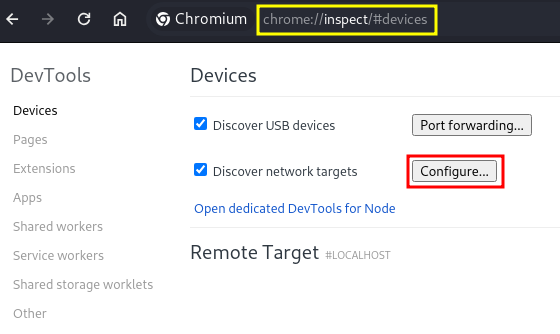 Chromium chrome://inspect/#devices
DevTools
Devices
Pages
Extensions
Apps
Shared workers
Service workers
Shared storage worklets
Other
Devices
Discover USB devices Port forwarding...
Discover network targets Configure...
Open dedicated DevTools for Node
Remote Target #LOCALHOST